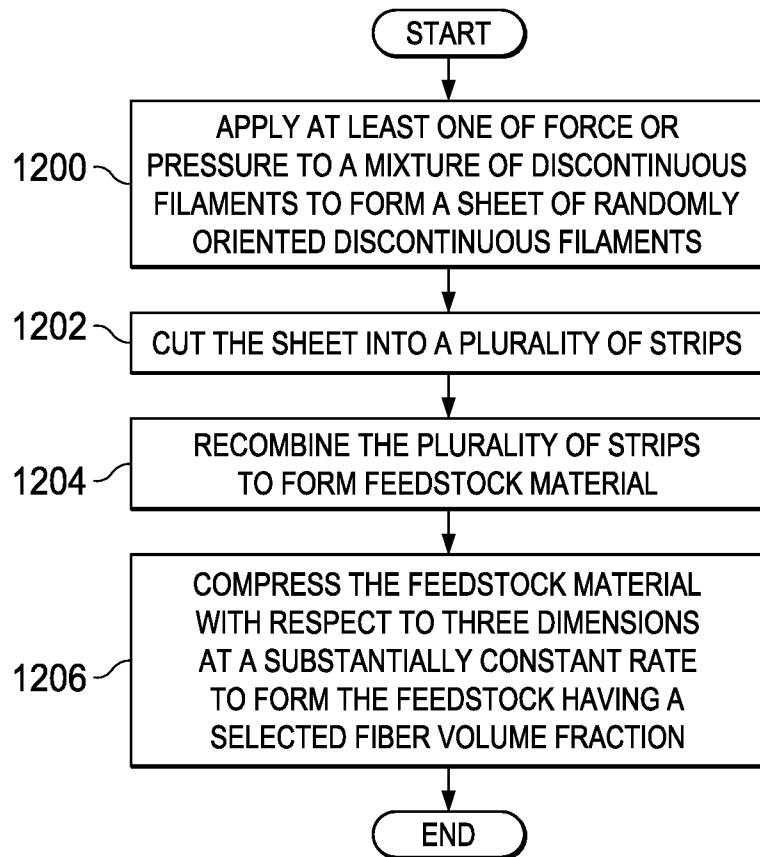 START
1200
APPLY AT LEAST ONE OF FORCE OR
PRESSURE TO A MIXTURE OF DISCONTINUOUS
FILAMENTS TO FORM A SHEET OF RANDOMLY
ORIENTED DISCONTINUOUS FILAMENTS
1202
CUT THE SHEET INTO A PLURALITY OF STRIPS
1204
RECOMBINE THE PLURALITY OF STRIPS
TO FORM FEEDSTOCK MATERIAL
1206
COMPRESS THE FEEDSTOCK MATERIAL
WITH RESPECT TO THREE DIMENSIONS
AT A SUBSTANTIALLY CONSTANT RATE
TO FORM THE FEEDSTOCK HAVING A
SELECTED FIBER VOLUME FRACTION
END